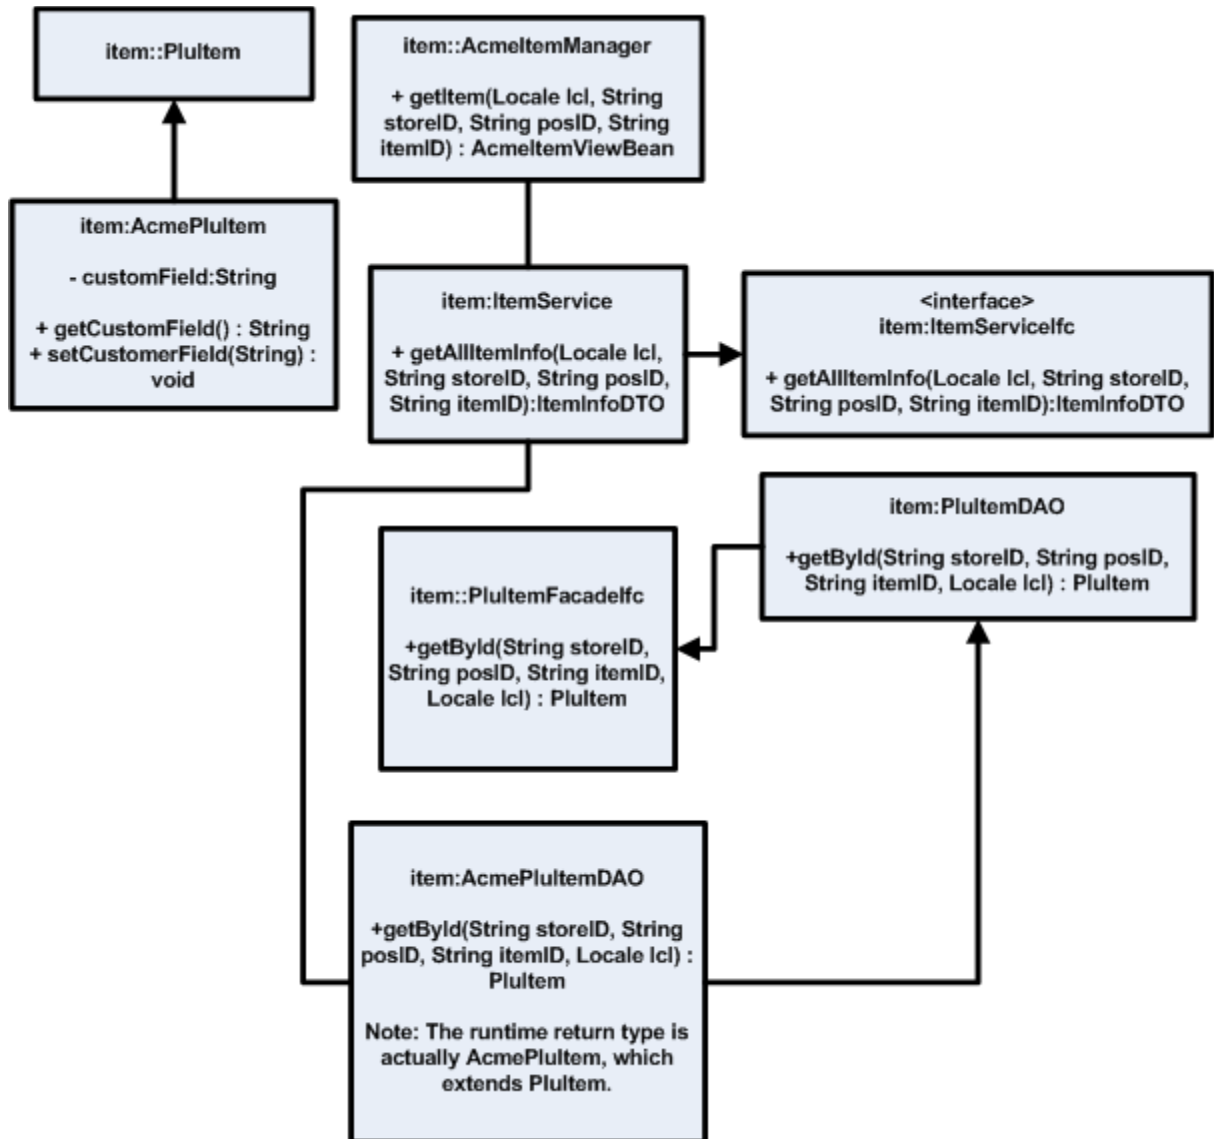 item::PluItem
item::AcmeItemManager
+ getItem(Locale lcl, String
storeID, String posID, String
itemID) : AcmeItemViewBean
item:AcmePluItem
- customField:String
+ getCustomField() : String
+ setCustomerField(String) :
void
item:ItemService
+ getAllItemInfo(Locale lcl,
String storeID, String posID,
String itemID):ItemInfoDTO
<interface>
item:ItemServiceIfc
+ getAllItemInfo(Locale lcl, String storeID,
String posID, String itemID):ItemInfoDTO
item:PluItemDAO
+getById(String storeID, String posID,
String itemID, Locale lcl) : PluItem
item::PluItemFacadeIfc
+getById(String storeID,
String posID, String itemID,
Locale lcl) : PluItem
item:AcmePluItemDAO
+getById(String storeID, String
posID, String itemID, Locale lcl) :
PluItem
Note: The runtime return type is
actually AcmePluItem, which
extends PluItem.